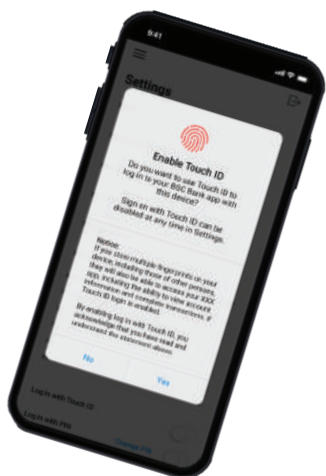 9:41
Settings
Enable Touch ID
Do you want to use Touch ID to
log in to your BSC Bank app with
this device?
Sign on with Touch ID can be
disabled at any time in Settings.
Notice:
If you store multiple fingerprints on your
device, including those of other persons,
they will also be able to access your XXX
app, including the ability to view account
information and complete transactions, if
Touch ID login is enabled.
By enabling log in with Touch ID, you
acknowledge that you have read and
understand the statement above.
No
Yes
Log in with Touch ID
Log in with PIN
Change PIN